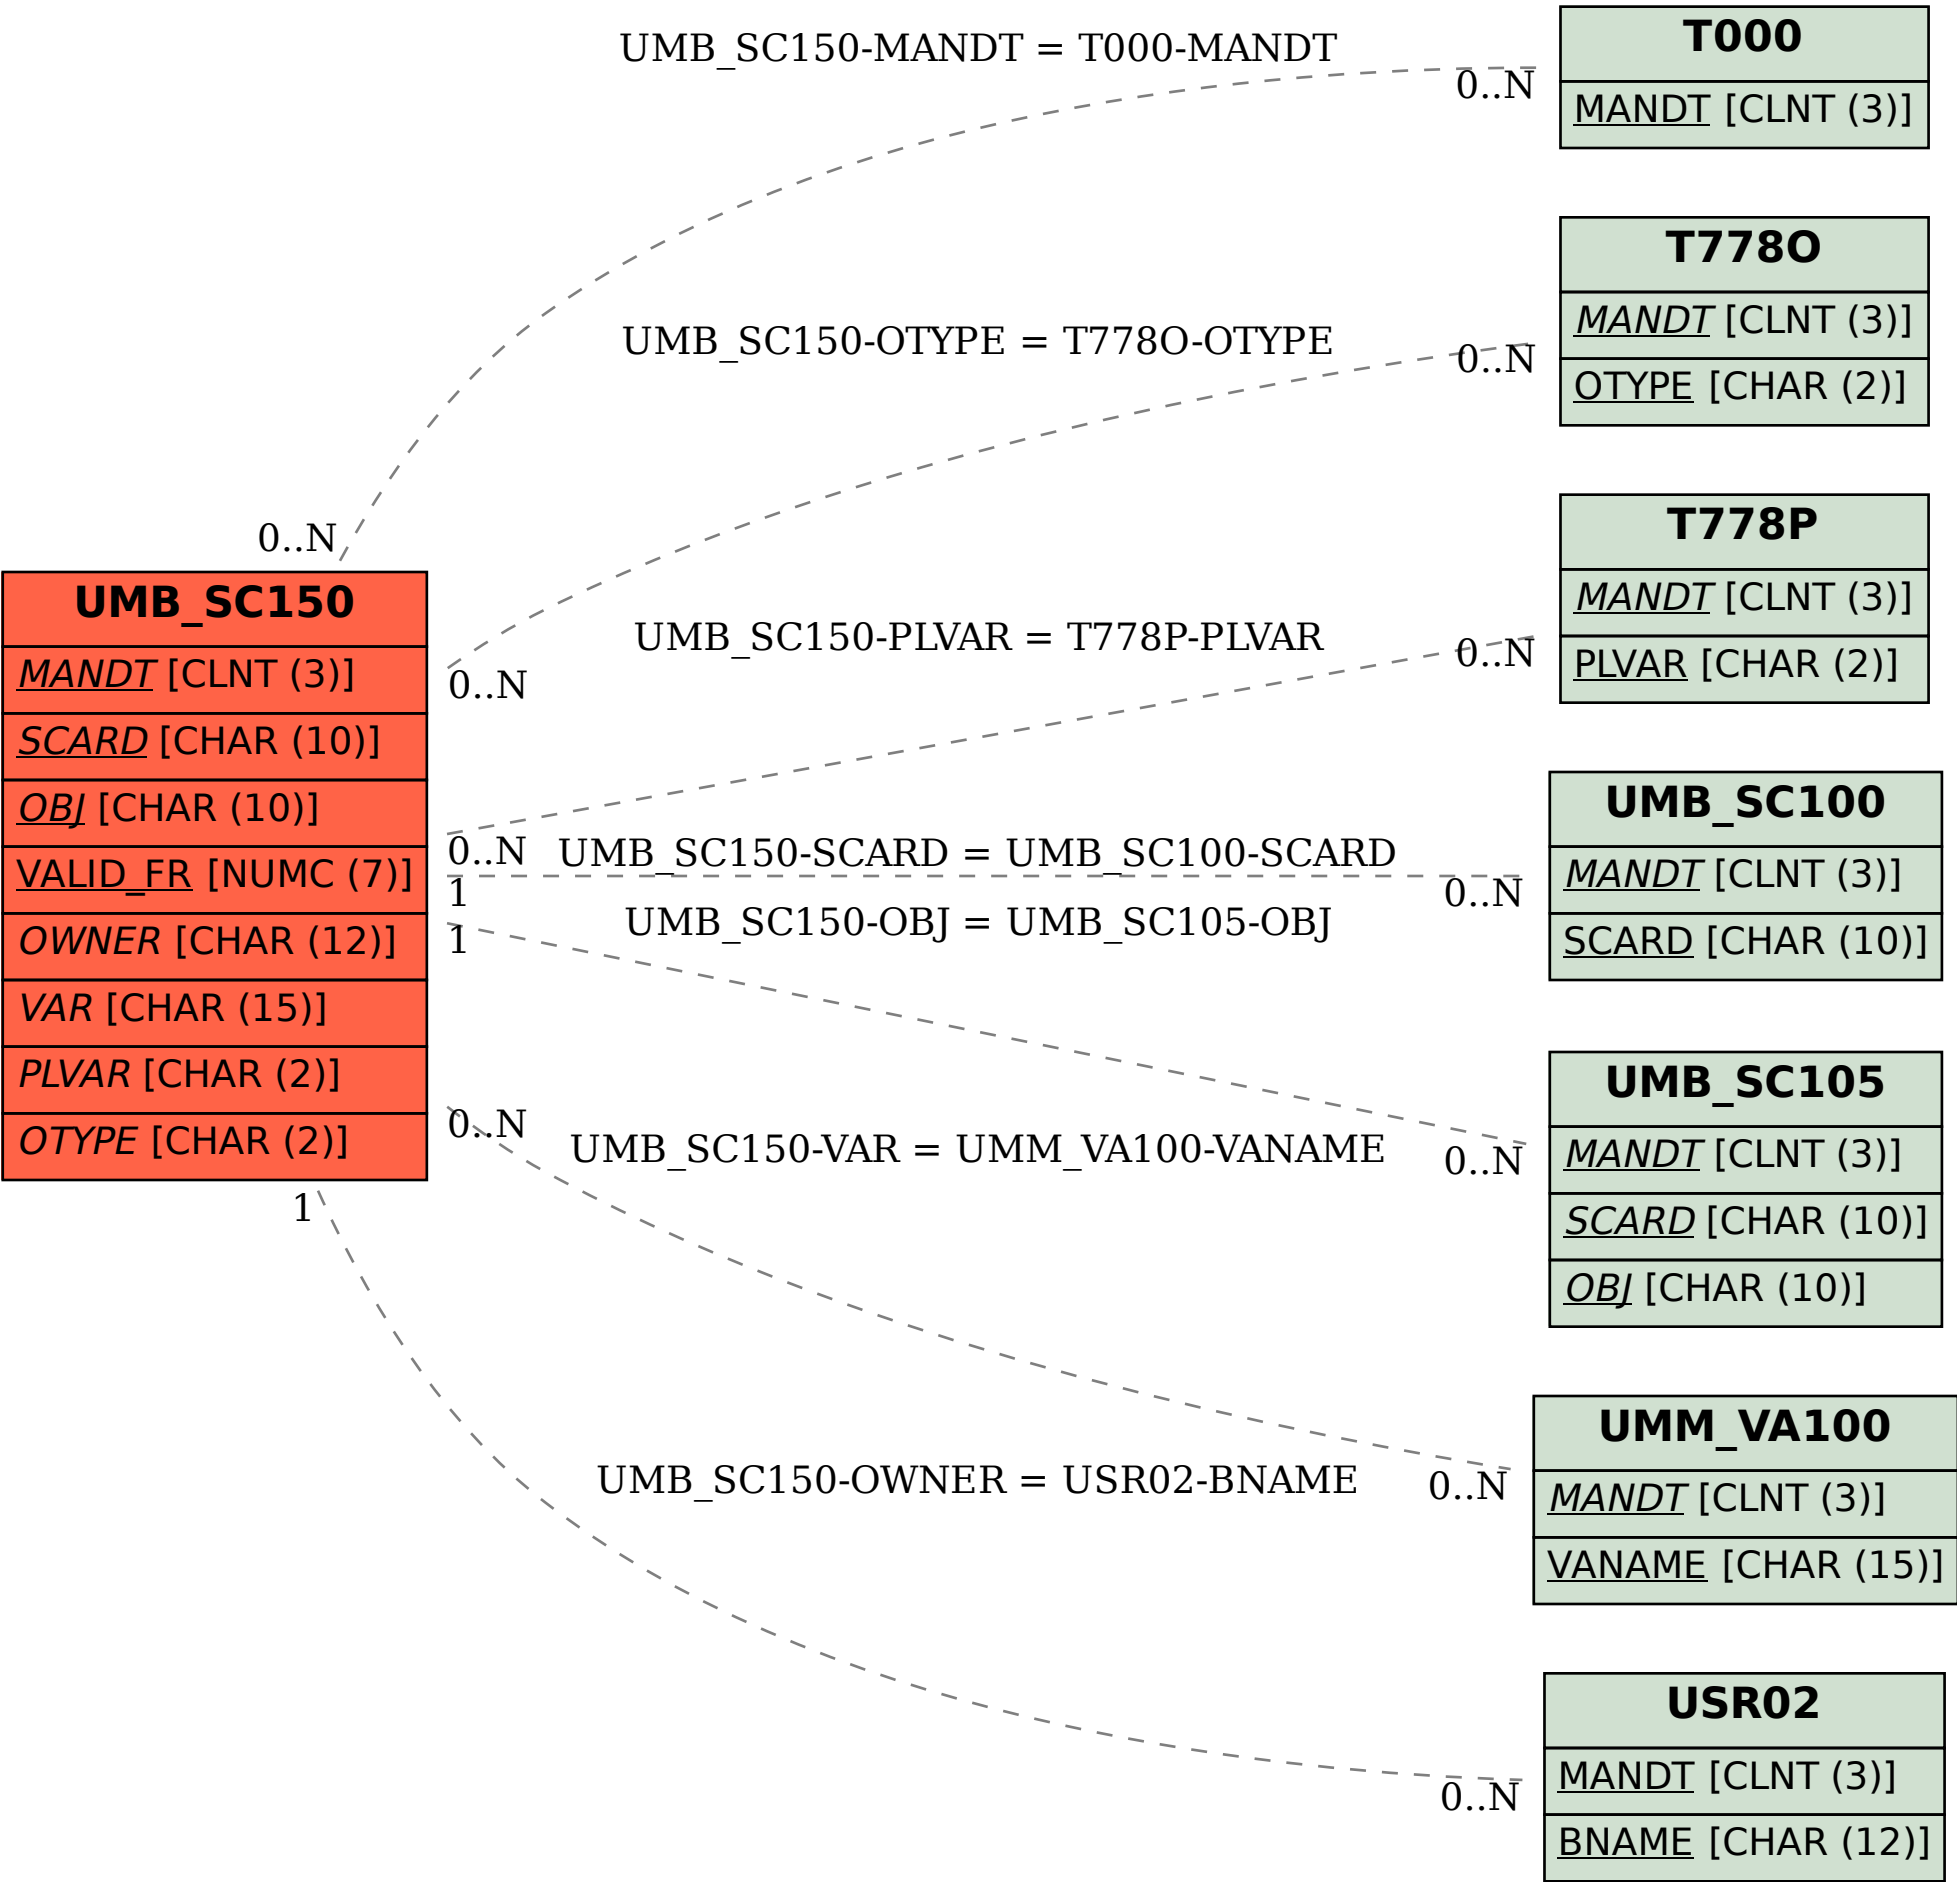 UMB_SC150-MANDT = T000-MANDT
0..N
0..N
T000
MANDT [CLNT (3)]
UMB_SC150-OTYPE = T778O-OTYPE
0..N
0..N
T778O
MANDT [CLNT (3)]
OTYPE [CHAR (2)]
UMB_SC150-PLVAR = T778P-PLVAR
0..N
0..N
T778P
MANDT [CLNT (3)]
PLVAR [CHAR (2)]
UMB_SC150
MANDT [CLNT (3)]
SCARD [CHAR (10)]
OBJ [CHAR (10)]
VALID_FR [NUMC (7)]
OWNER [CHAR (12)]
VAR [CHAR (15)]
PLVAR [CHAR (2)]
OTYPE [CHAR (2)]
UMB_SC150-SCARD = UMB_SC100-SCARD
1
0..N
UMB_SC100
MANDT [CLNT (3)]
SCARD [CHAR (10)]
UMB_SC150-OBJ = UMB_SC105-OBJ
1
0..N
UMB_SC105
MANDT [CLNT (3)]
SCARD [CHAR (10)]
OBJ [CHAR (10)]
UMB_SC150-VAR = UMM_VA100-VANAME
0..N
0..N
UMM_VA100
MANDT [CLNT (3)]
VANAME [CHAR (15)]
UMB_SC150-OWNER = USR02-BNAME
1
0..N
USR02
MANDT [CLNT (3)]
BNAME [CHAR (12)]